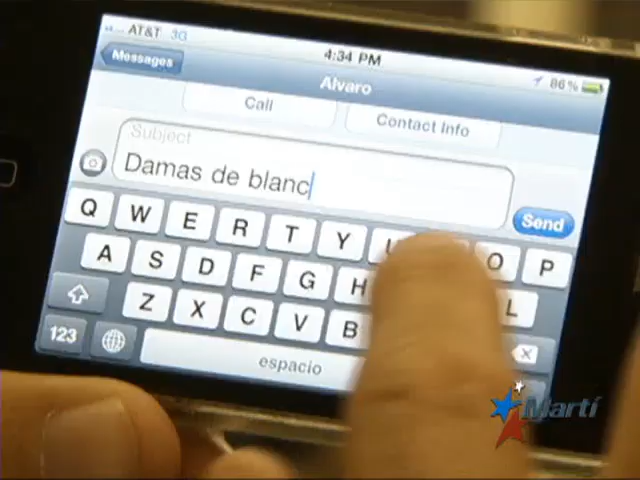 AT&T 3G 4:34 PM 86%
Messages Alvaro
Call Contact Info
Subject
Damas de blanc
Send
Q W E R T Y U O P
A S D F G H L
Z X C V B
123 espacio
Martí